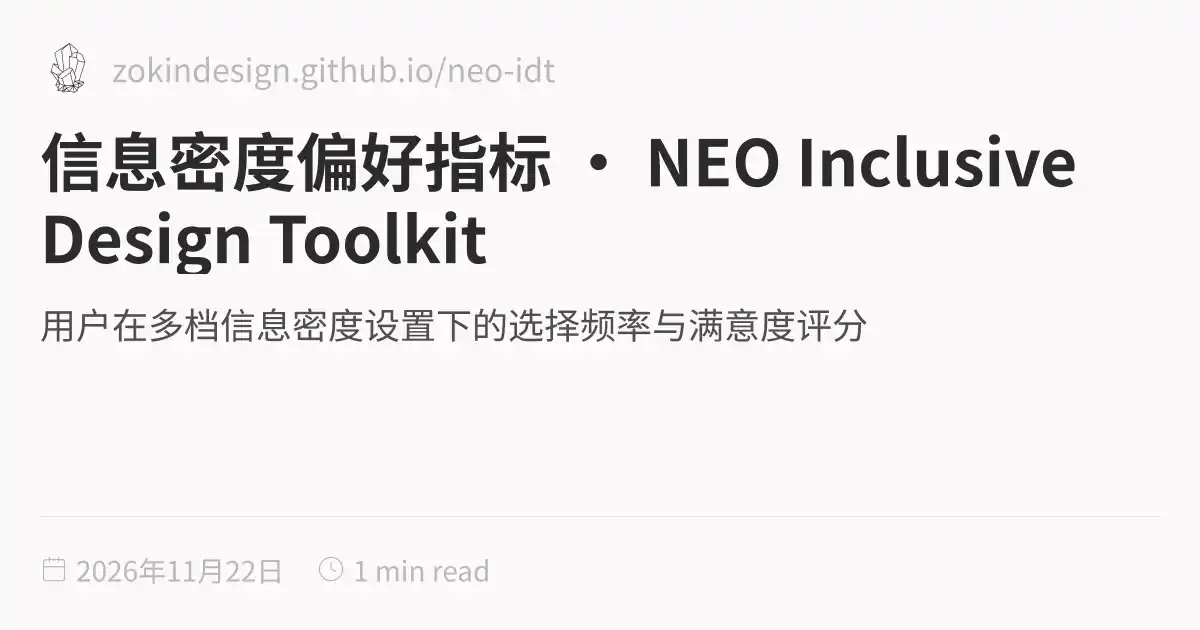 zokindesign.github.io/neo-idt
信息密度偏好指标 · NEO Inclusive
Design Toolkit
用户在多档信息密度设置下的选择频率与满意度评分
2026年11月22日 1 min read